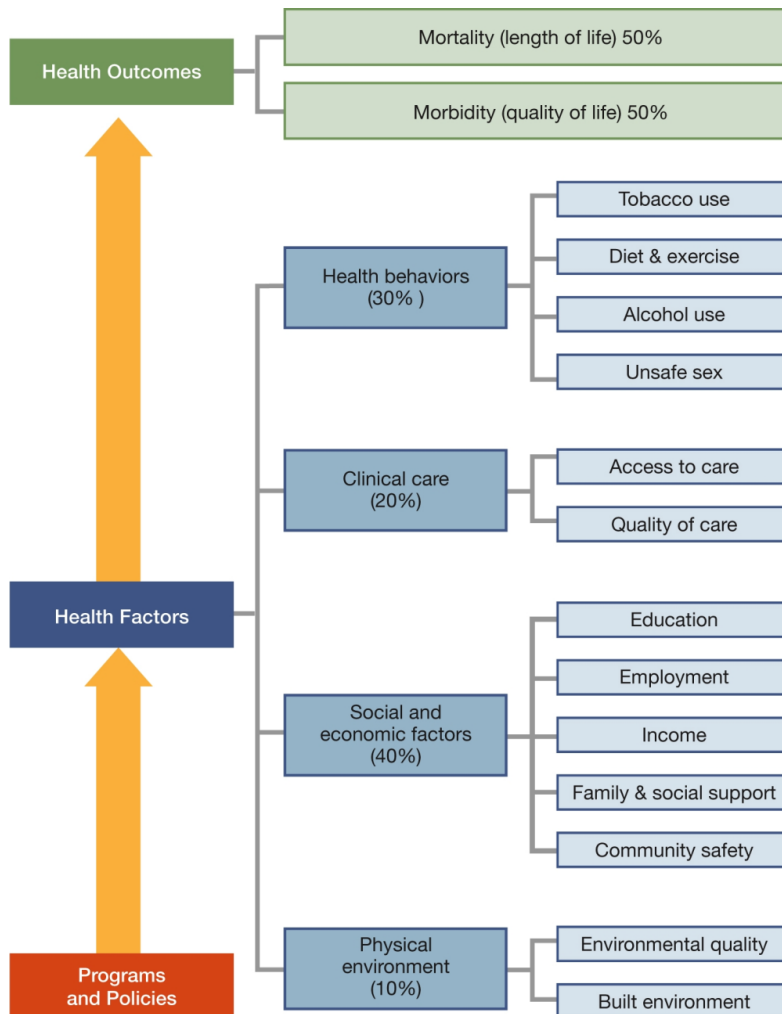 Health Outcomes
Mortality (length of life) 50%
Morbidity (quality of life) 50%
Health Factors
Health behaviors
(30% )
Tobacco use
Diet & exercise
Alcohol use
Unsafe sex
Clinical care
(20%)
Access to care
Quality of care
Social and
economic factors
(40%)
Education
Employment
Income
Family & social support
Community safety
Physical
environment
(10%)
Environmental quality
Built environment
Programs
and Policies